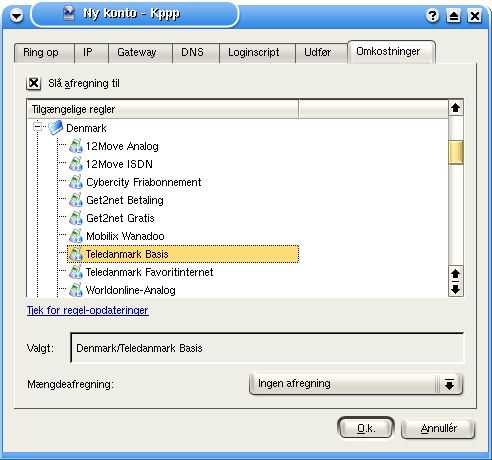 Ny konto - Kppp
Ring op IP Gateway DNS Loginscript Udfør Omkostninger
Slå afregning til
Tilgængelige regler
Denmark
12Move Analog
12Move ISDN
Cybercity Friabonnement
Get2net Betaling
Get2net Gratis
Mobilix Wanadoo
Teledanmark Basis
Teledanmark Favoritinternet
Worldonline-Analog
Tjek for regel-opdateringer
Valgt: Denmark/Teledanmark Basis
Mængdeafregning: Ingen afregning
O.k. Annullér